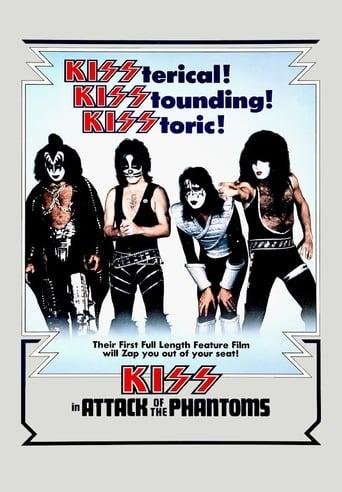 KISSterical!
KISStounding!
KISStoric!
Their First Full Length Feature Film
will Zap you out of your seat!
KISS
in ATTACK OF THE PHANTOMS